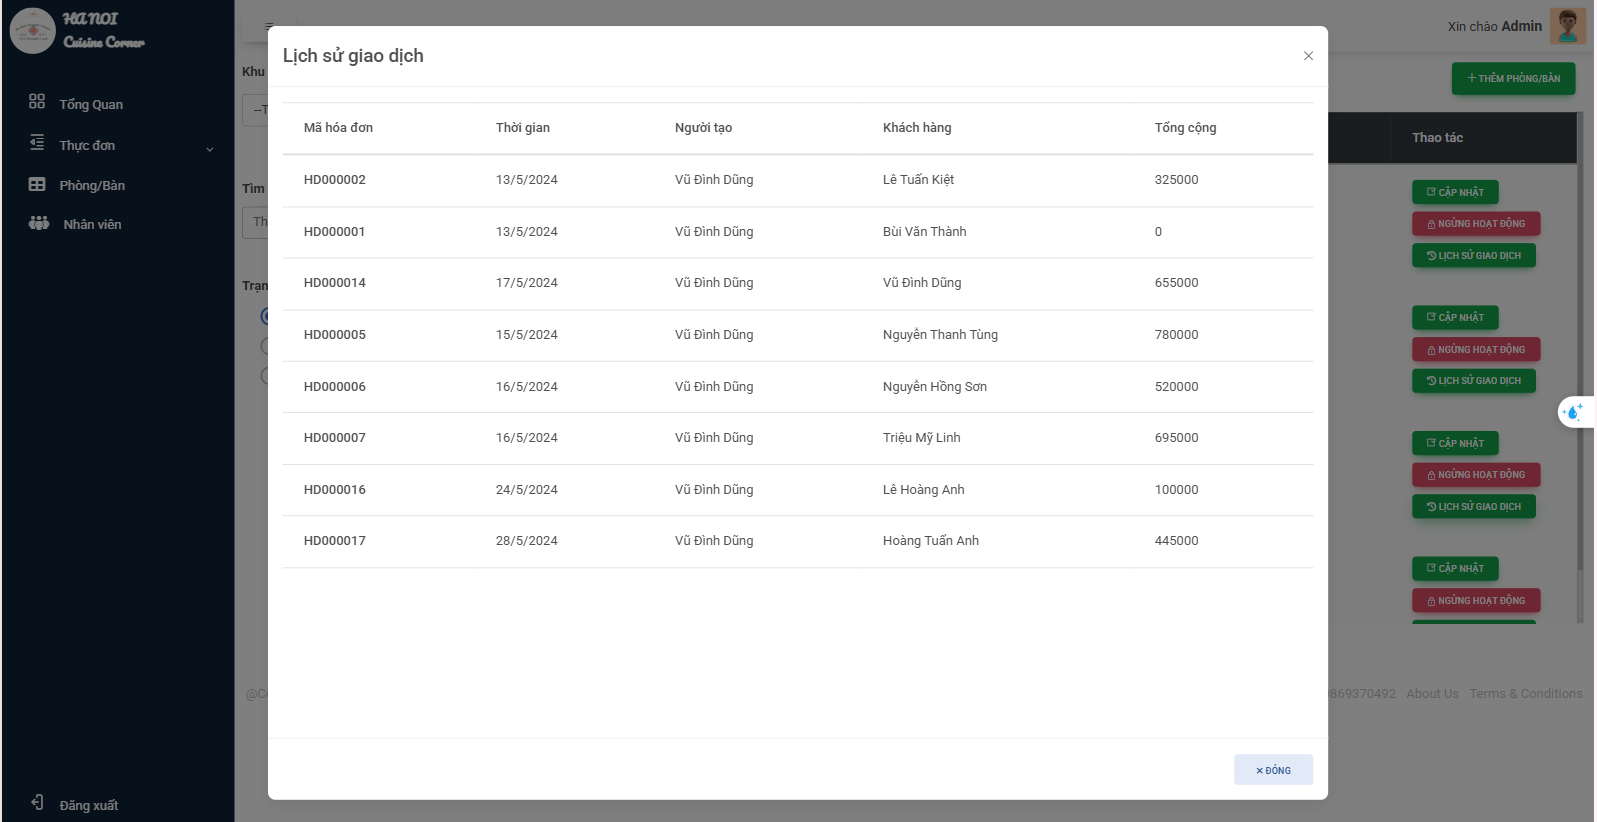 HA NOI
Cuisine Corner
Tổng Quan
Thực đơn
Phòng/Bàn
Nhân viên
Đăng xuất
Xin chào Admin
Khu
--T
Tìm
Th
Trạn
THÊM PHÒNG/BÀN
Thao tác
CẬP NHẬT
NGỪNG HOẠT ĐỘNG
LỊCH SỬ GIAO DỊCH
CẬP NHẬT
NGỪNG HOẠT ĐỘNG
LỊCH SỬ GIAO DỊCH
CẬP NHẬT
NGỪNG HOẠT ĐỘNG
LỊCH SỬ GIAO DỊCH
CẬP NHẬT
NGỪNG HOẠT ĐỘNG
Lịch sử giao dịch
Mã hóa đơn Thời gian Người tạo Khách hàng Tổng cộng
HD000002 13/5/2024 Vũ Đình Dũng Lê Tuấn Kiệt 325000
HD000001 13/5/2024 Vũ Đình Dũng Bùi Văn Thành 0
HD000014 17/5/2024 Vũ Đình Dũng Vũ Đình Dũng 655000
HD000005 15/5/2024 Vũ Đình Dũng Nguyễn Thanh Tùng 780000
HD000006 16/5/2024 Vũ Đình Dũng Nguyễn Hồng Sơn 520000
HD000007 16/5/2024 Vũ Đình Dũng Triệu Mỹ Linh 695000
HD000016 24/5/2024 Vũ Đình Dũng Lê Hoàng Anh 100000
HD000017 28/5/2024 Vũ Đình Dũng Hoàng Tuấn Anh 445000
ĐÓNG
@C
869370492 About Us Terms & Conditions